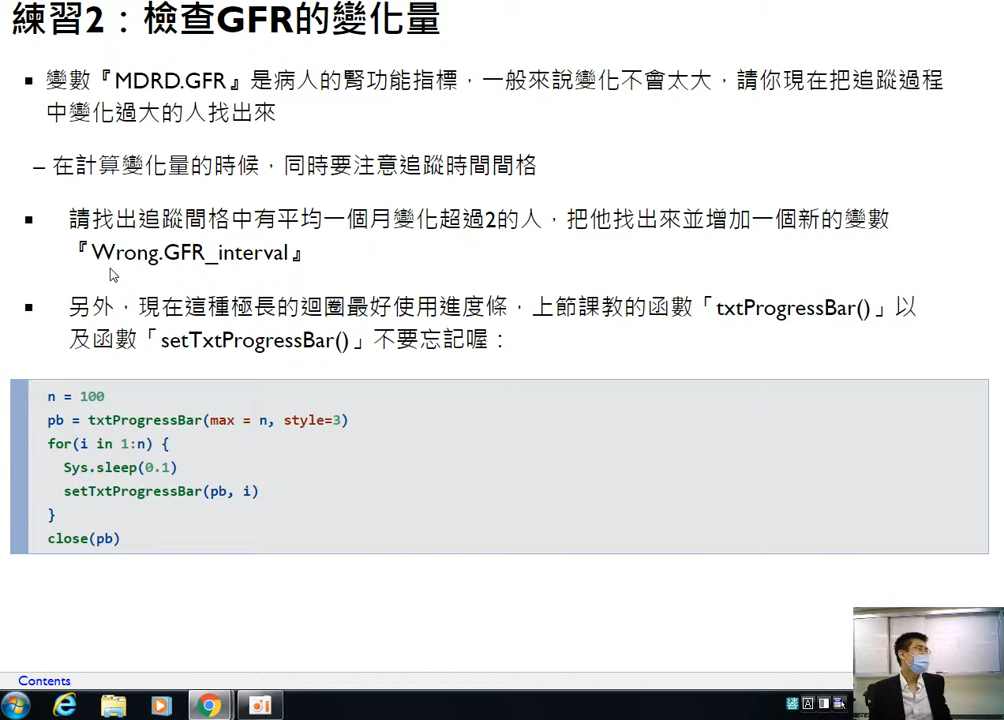 練習2：檢查GFR的變化量
▪ 變數『MDRD.GFR』是病人的腎功能指標，一般來說變化不會太大，請你現在把追蹤過程
中變化過大的人找出來
– 在計算變化量的時候，同時要注意追蹤時間間格
▪ 請找出追蹤間格中有平均一個月變化超過2的人，把他找出來並增加一個新的變數
『Wrong.GFR_interval』
▪ 另外，現在這種極長的迴圈最好使用進度條，上節課教的函數「txtProgressBar()」以
及函數「setTxtProgressBar()」不要忘記喔：
n = 100
pb = txtProgressBar(max = n, style=3)
for(i in 1:n) {
  Sys.sleep(0.1)
  setTxtProgressBar(pb, i)
}
close(pb)
Contents